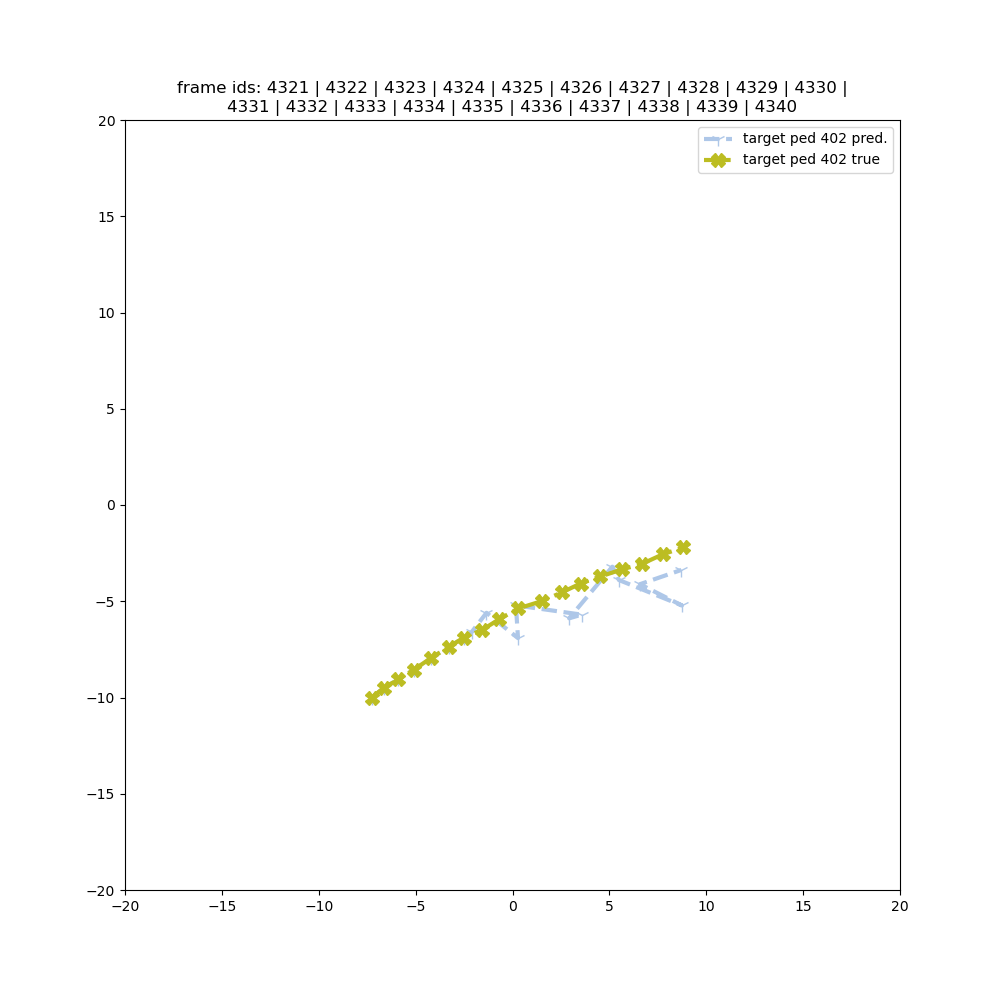 frame ids: 4321 | 4322 | 4323 | 4324 | 4325 | 4326 | 4327 | 4328 | 4329 | 4330 |
4331 | 4332 | 4333 | 4334 | 4335 | 4336 | 4337 | 4338 | 4339 | 4340
target ped 402 pred.
target ped 402 true
20
15
10
5
0
−5
−10
−15
−20
−20 −15 −10 −5 0 5 10 15 20